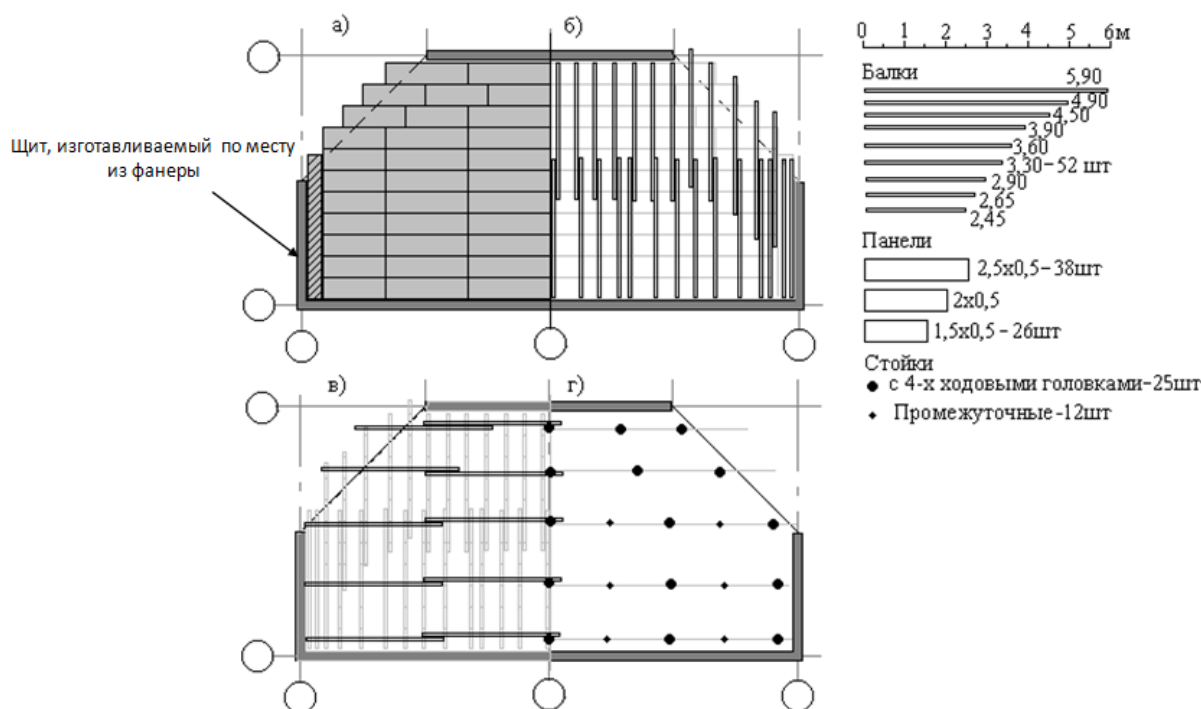 а)
б)
0 1 2 3 4 5 6м
Балки
5,90
4,90
4,50
3,90
3,60
3,30-52 шт
2,90
2,65
2,45
Щит, изготавливаемый по месту
из фанеры
Панели
2,5х0,5-38шт
2х0,5
1,5х0,5-26шт
Стойки
с 4-х ходовыми головками-25шт
Промежуточные-12шт
в)
г)